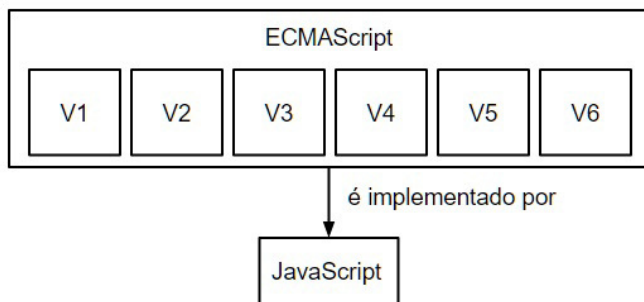 ECMAScript
V1 V2 V3 V4 V5 V6
é implementado por
JavaScript